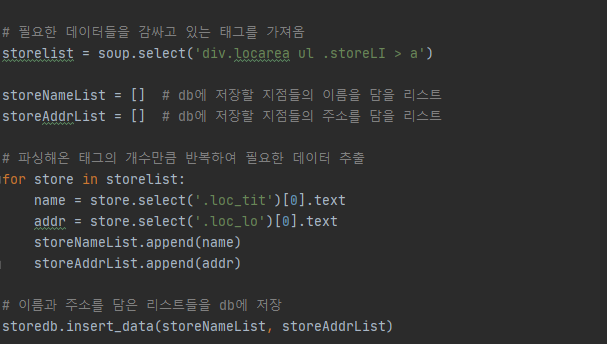 # 필요한 데이터들을 감싸고 있는 태그를 가져옴
storelist = soup.select('div.locarea ul .storeLI > a')
storeNameList = []  # db에 저장할 지점들의 이름을 담을 리스트
storeAddrList = []  # db에 저장할 지점들의 주소를 담을 리스트
# 파싱해온 태그의 개수만큼 반복하여 필요한 데이터 추출
for store in storelist:
    name = store.select('.loc_tit')[0].text
    addr = store.select('.loc_lo')[0].text
    storeNameList.append(name)
    storeAddrList.append(addr)
# 이름과 주소를 담은 리스트들을 db에 저장
storedb.insert_data(storeNameList, storeAddrList)